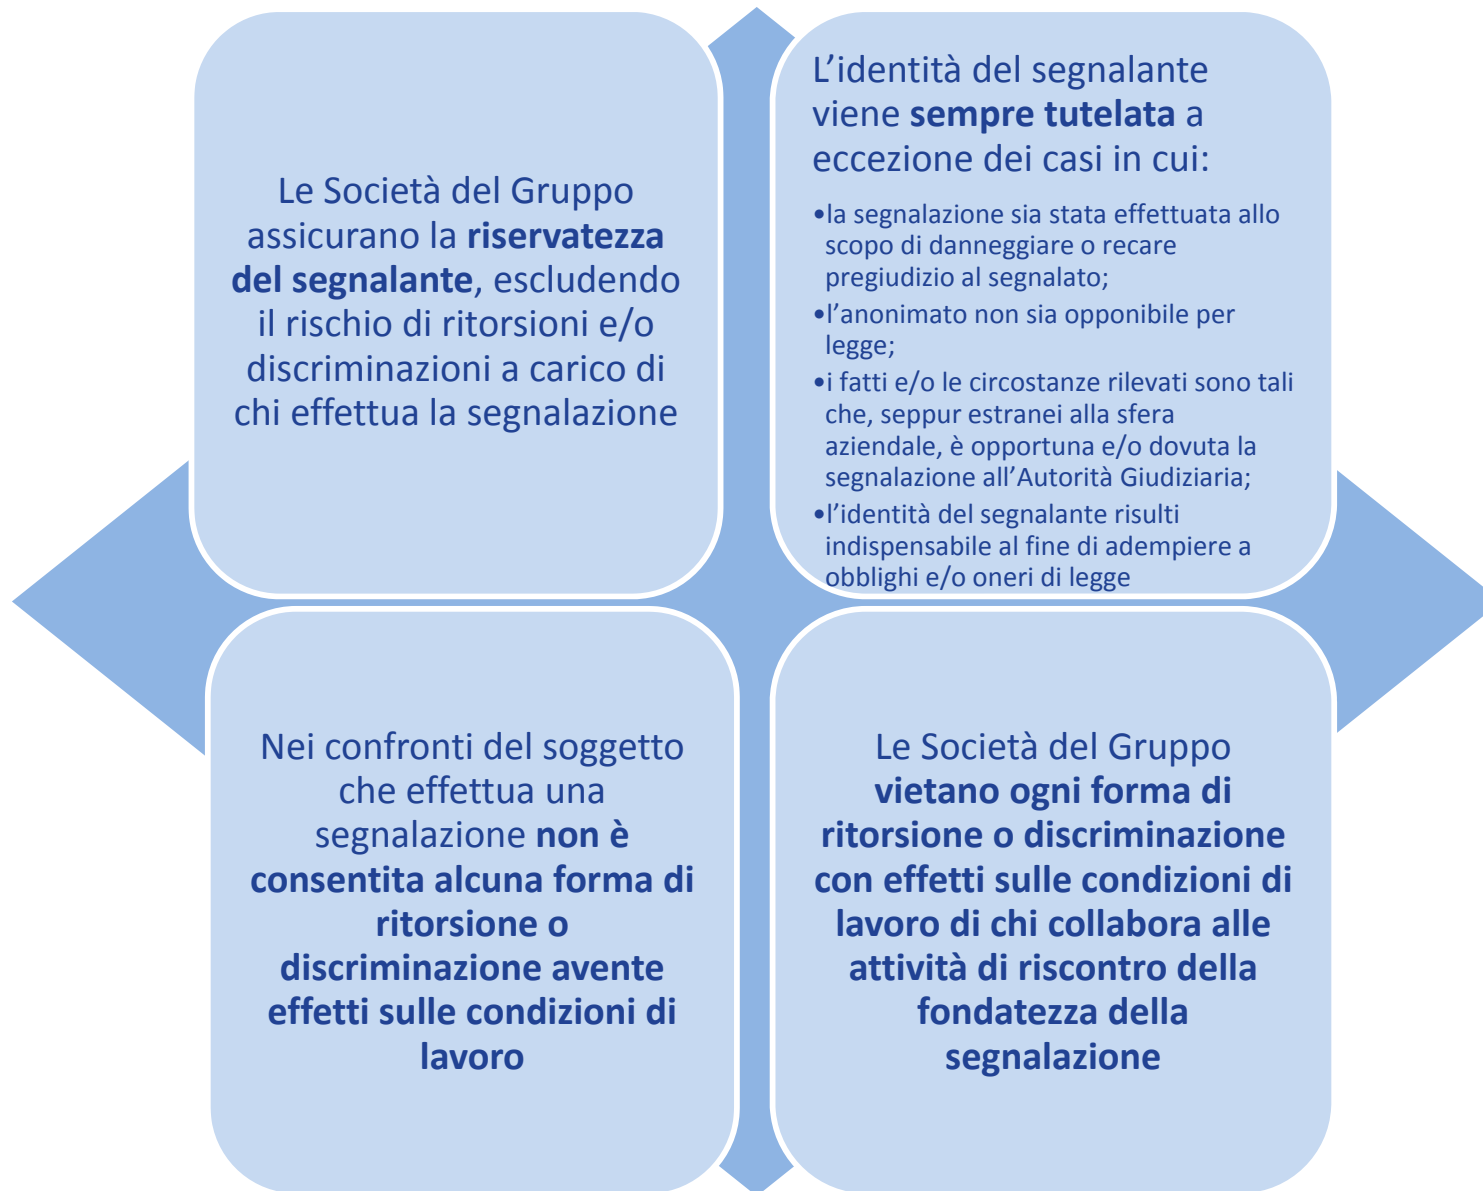 Le Società del Gruppo
assicurano la riservatezza
del segnalante, escludendo
il rischio di ritorsioni e/o
discriminazioni a carico di
chi effettua la segnalazione
L’identità del segnalante
viene sempre tutelata a
eccezione dei casi in cui:
•la segnalazione sia stata effettuata allo
scopo di danneggiare o recare
pregiudizio al segnalato;
•l’anonimato non sia opponibile per
legge;
•i fatti e/o le circostanze rilevati sono tali
che, seppur estranei alla sfera
aziendale, è opportuna e/o dovuta la
segnalazione all’Autorità Giudiziaria;
•l’identità del segnalante risulti
indispensabile al fine di adempiere a
obblighi e/o oneri di legge
Nei confronti del soggetto
che effettua una
segnalazione non è
consentita alcuna forma di
ritorsione o
discriminazione avente
effetti sulle condizioni di
lavoro
Le Società del Gruppo
vietano ogni forma di
ritorsione o discriminazione
con effetti sulle condizioni di
lavoro di chi collabora alle
attività di riscontro della
fondatezza della
segnalazione